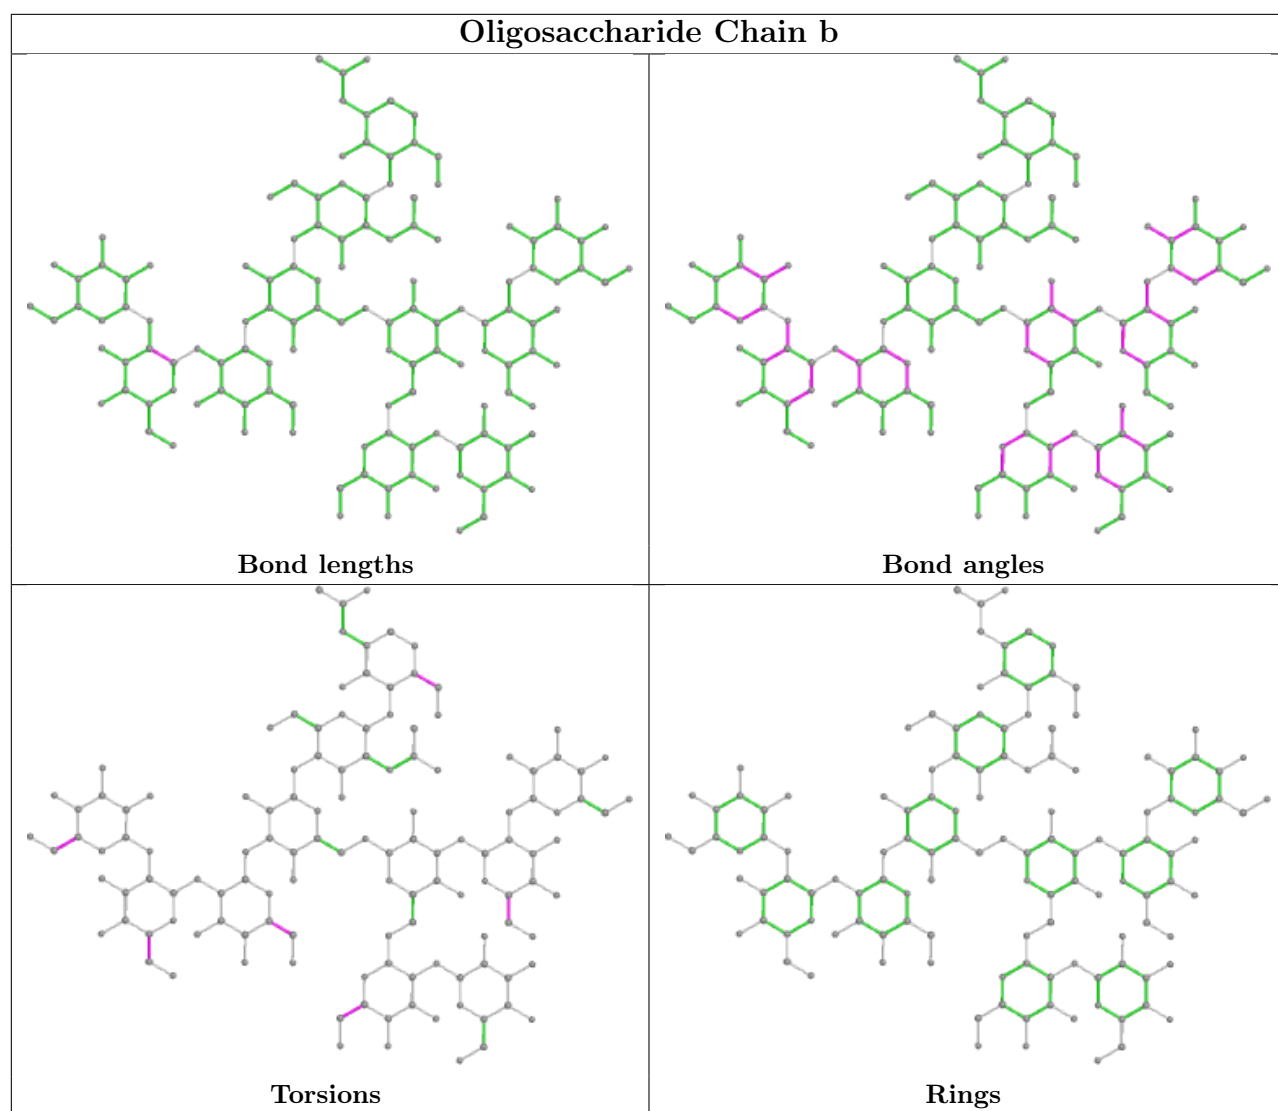 Oligosaccharide Chain b
Bond lengths
Bond angles
Torsions
Rings